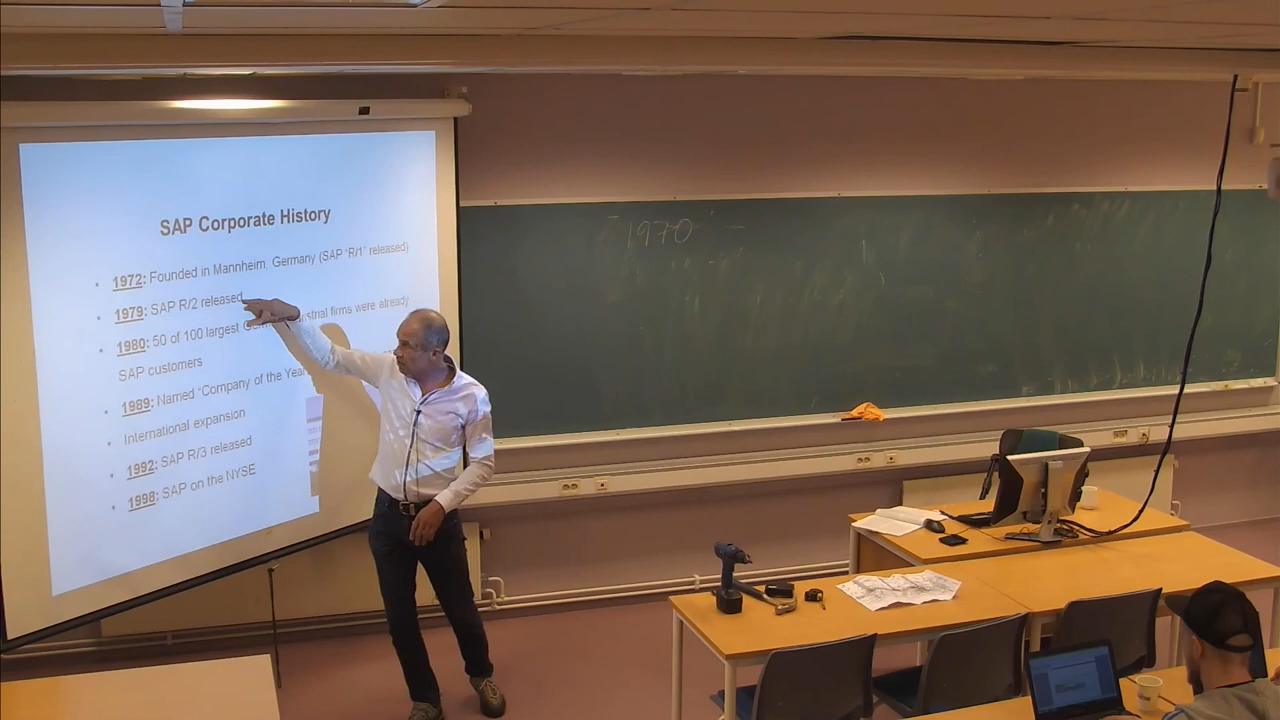 SAP Corporate History
• 1972: Founded in Mannheim, Germany (SAP "R/1" released)
• 1979: SAP R/2 released
• 1980: 50 of 100 largest industrial firms were already
SAP customers
• 1989: Named "Company of the Year
• International expansion
• 1992: SAP R/3 released
• 1998: SAP on the NYSE
1970